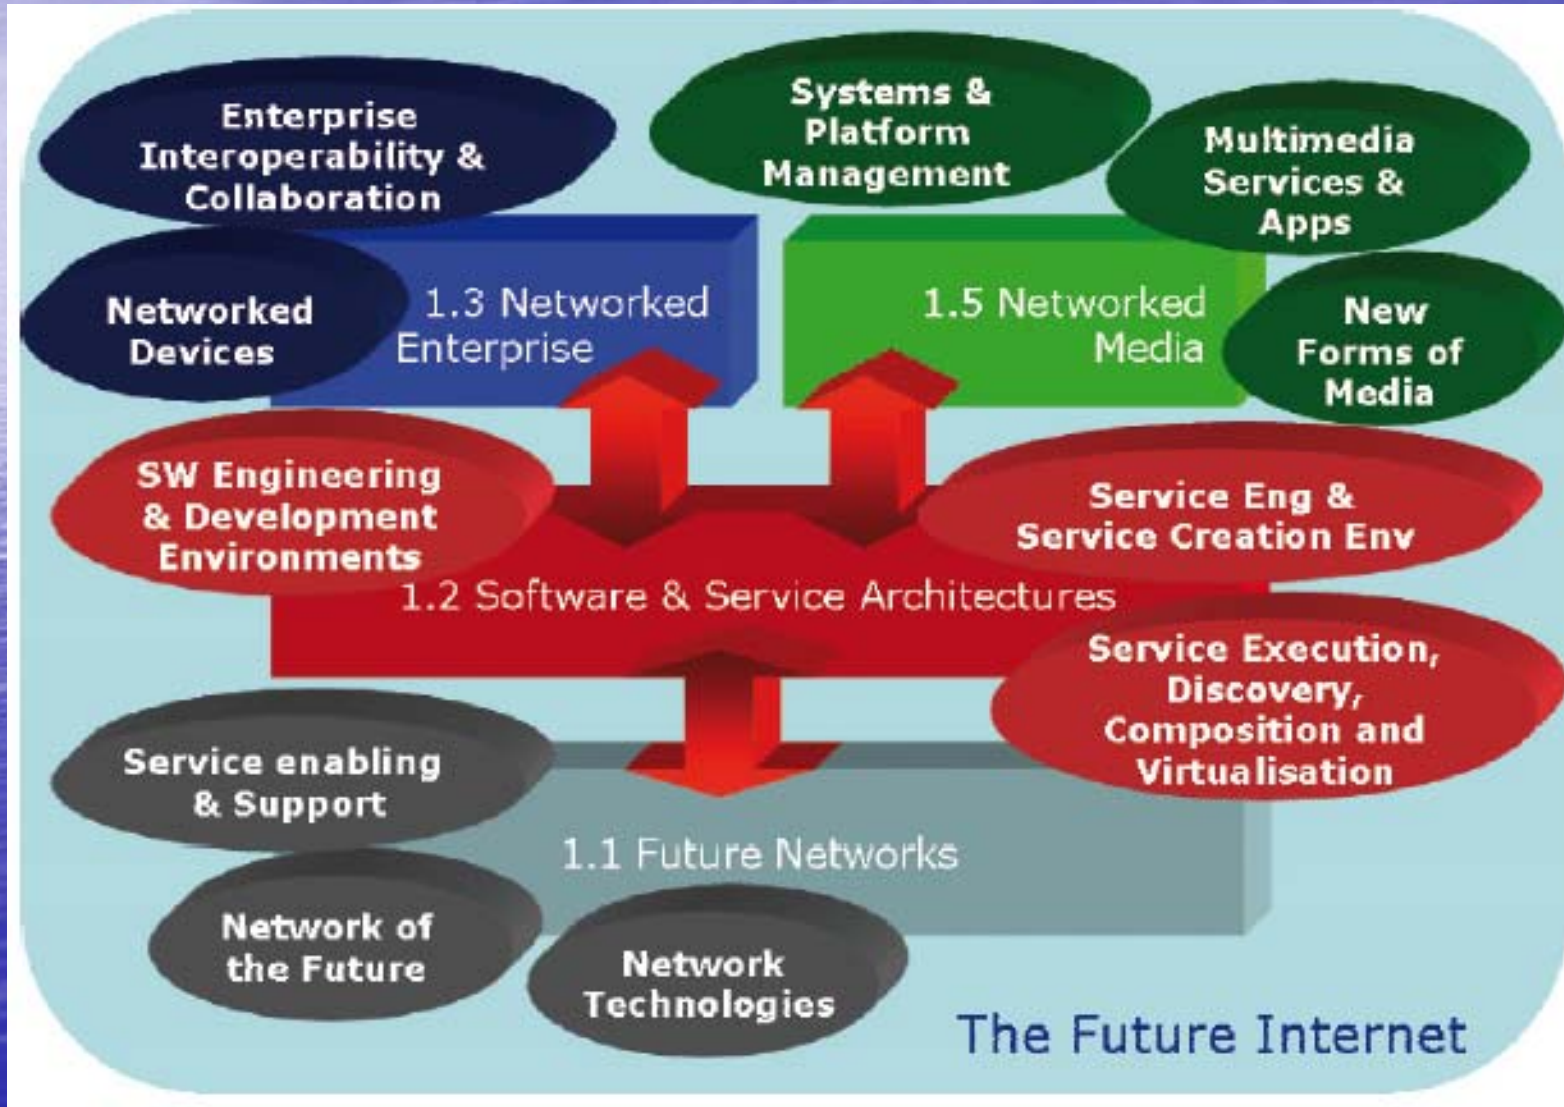 Enterprise
Interoperability &
Collaboration
Systems &
Platform
Management
Multimedia
Services &
Apps
Networked
Devices
1.3 Networked
Enterprise
1.5 Networked
Media
New
Forms of
Media
SW Engineering
& Development
Environments
Service Eng &
Service Creation Env
1.2 Software & Service Architectures
Service Execution,
Discovery,
Composition and
Virtualisation
Service enabling
& Support
1.1 Future Networks
Network of
the Future
Network
Technologies
The Future Internet